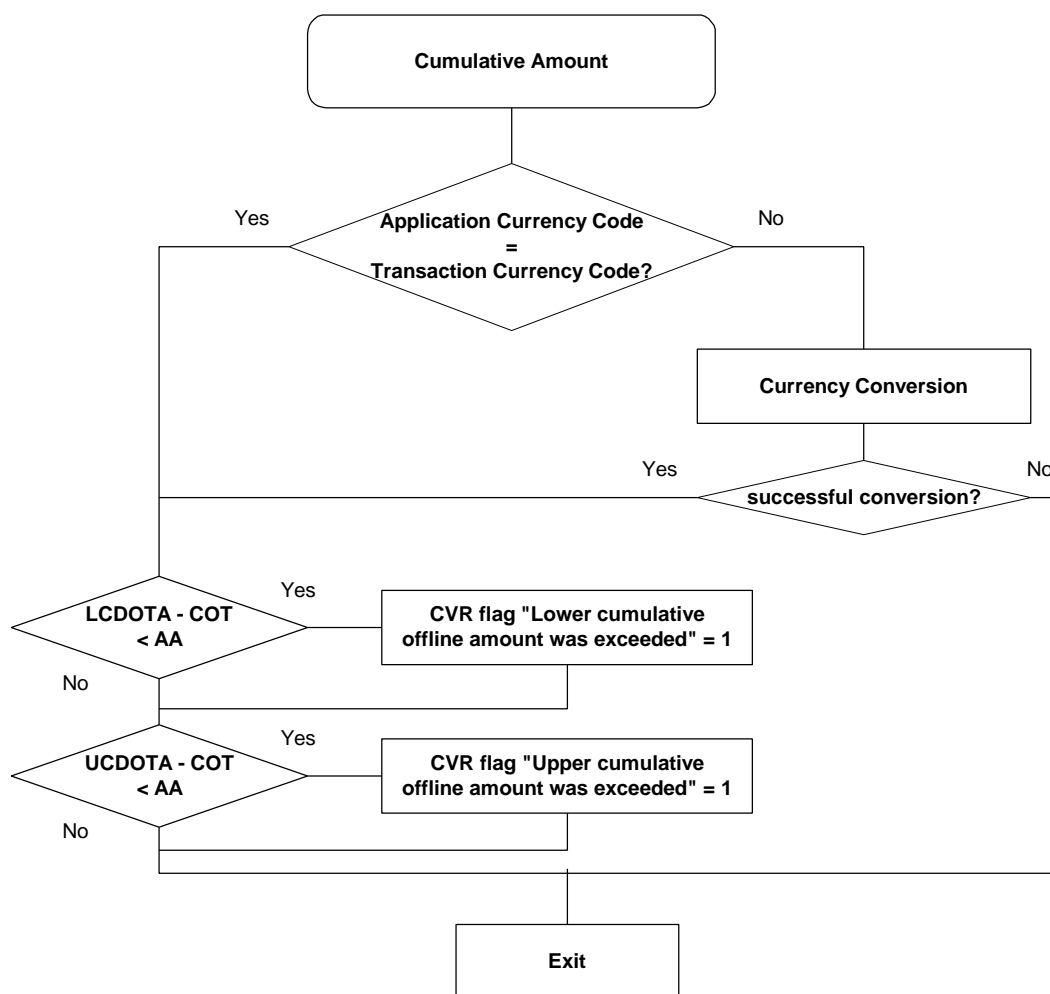 Cumulative Amount
Yes
Application Currency Code
=
Transaction Currency Code?
No
Currency Conversion
Yes
successful conversion?
No
LCDOTA - COT
< AA
Yes
CVR flag "Lower cumulative
offline amount was exceeded" = 1
No
UCDOTA - COT
< AA
Yes
CVR flag "Upper cumulative
offline amount was exceeded" = 1
No
Exit